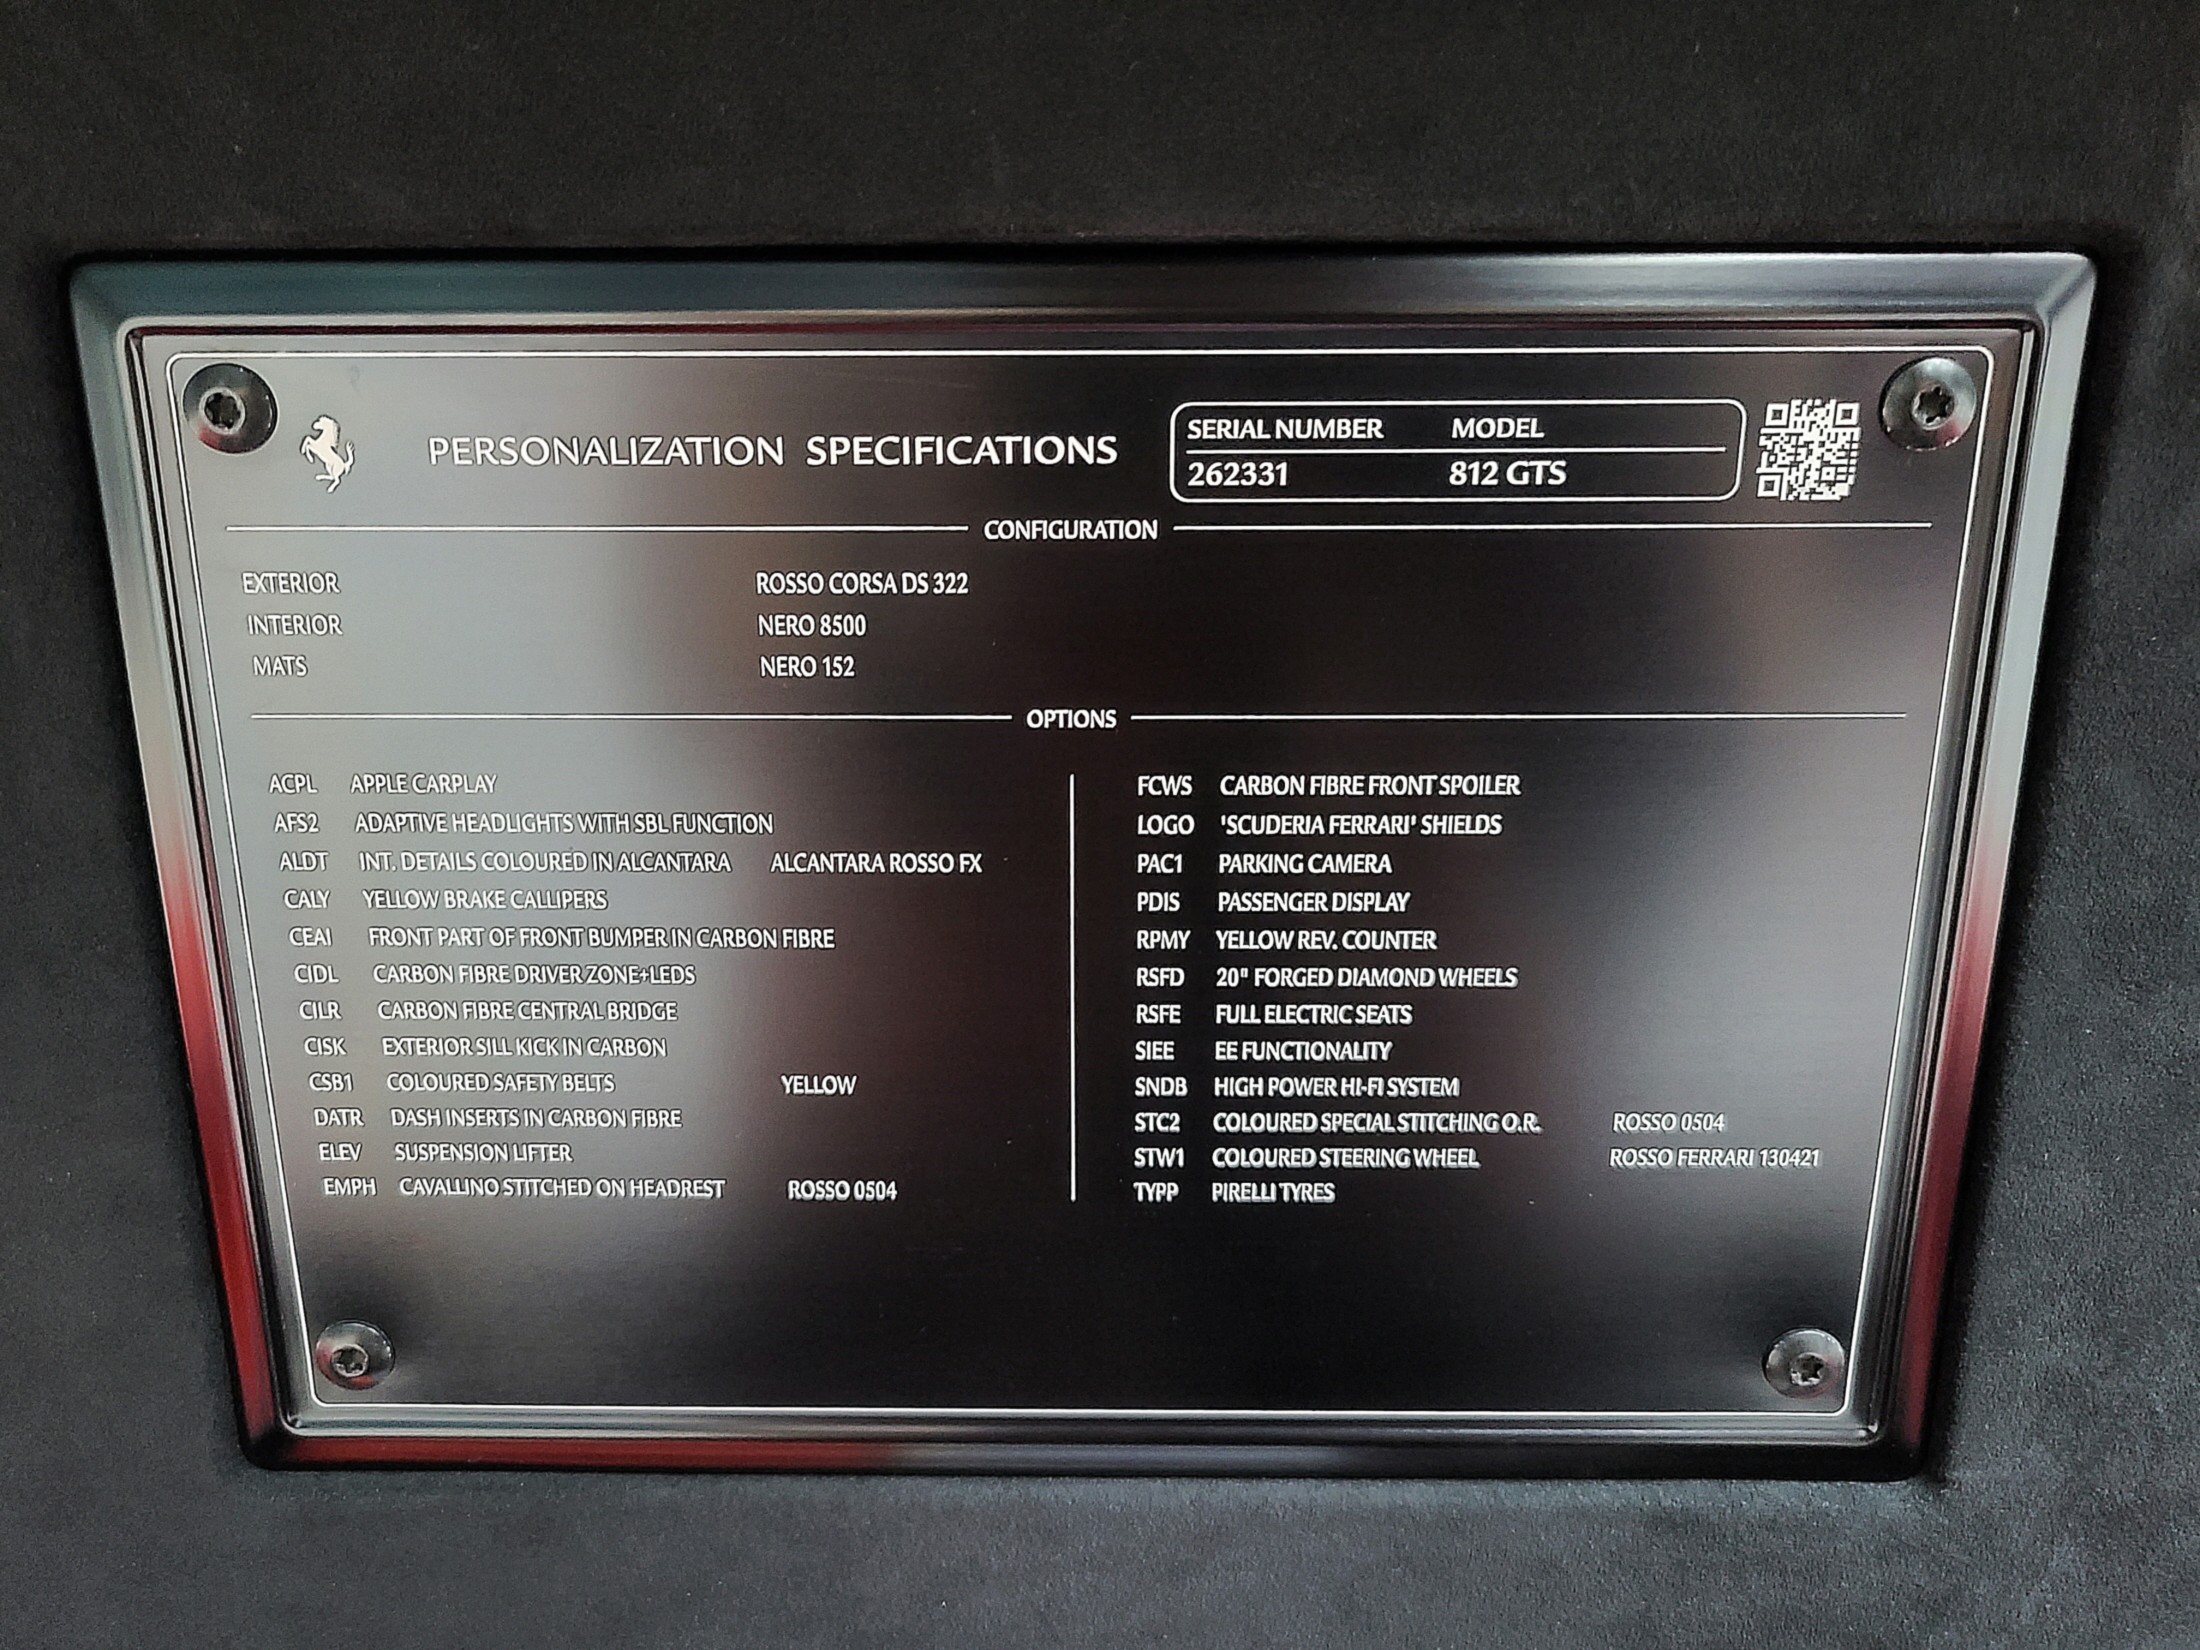 PERSONALIZATION SPECIFICATIONS
SERIAL NUMBER MODEL
262331 812 GTS
CONFIGURATION
EXTERIOR ROSSO CORSA DS 322
INTERIOR NERO 8500
MATS NERO 152
OPTIONS
ACPL APPLE CARPLAY
AFS2 ADAPTIVE HEADLIGHTS WITH SBL FUNCTION
ALDT INT. DETAILS COLOURED IN ALCANTARA ALCANTARA ROSSO FX
CALY YELLOW BRAKE CALLIPERS
CEAI FRONT PART OF FRONT BUMPER IN CARBON FIBRE
CIDL CARBON FIBRE DRIVER ZONE+LEDS
CILR CARBON FIBRE CENTRAL BRIDGE
CISK EXTERIOR SILL KICK IN CARBON
CSB1 COLOURED SAFETY BELTS YELLOW
DATR DASH INSERTS IN CARBON FIBRE
ELEV SUSPENSION LIFTER
EMPH CAVALLINO STITCHED ON HEADREST ROSSO 0504
FCWS CARBON FIBRE FRONT SPOILER
LOGO 'SCUDERIA FERRARI' SHIELDS
PAC1 PARKING CAMERA
PDIS PASSENGER DISPLAY
RPMY YELLOW REV. COUNTER
RSFD 20" FORGED DIAMOND WHEELS
RSFE FULL ELECTRIC SEATS
SIEE EE FUNCTIONALITY
SNDB HIGH POWER HI-FI SYSTEM
STC2 COLOURED SPECIAL STITCHING O.R. ROSSO 0504
STW1 COLOURED STEERING WHEEL ROSSO FERRARI 130421
TYPP PIRELLI TYRES